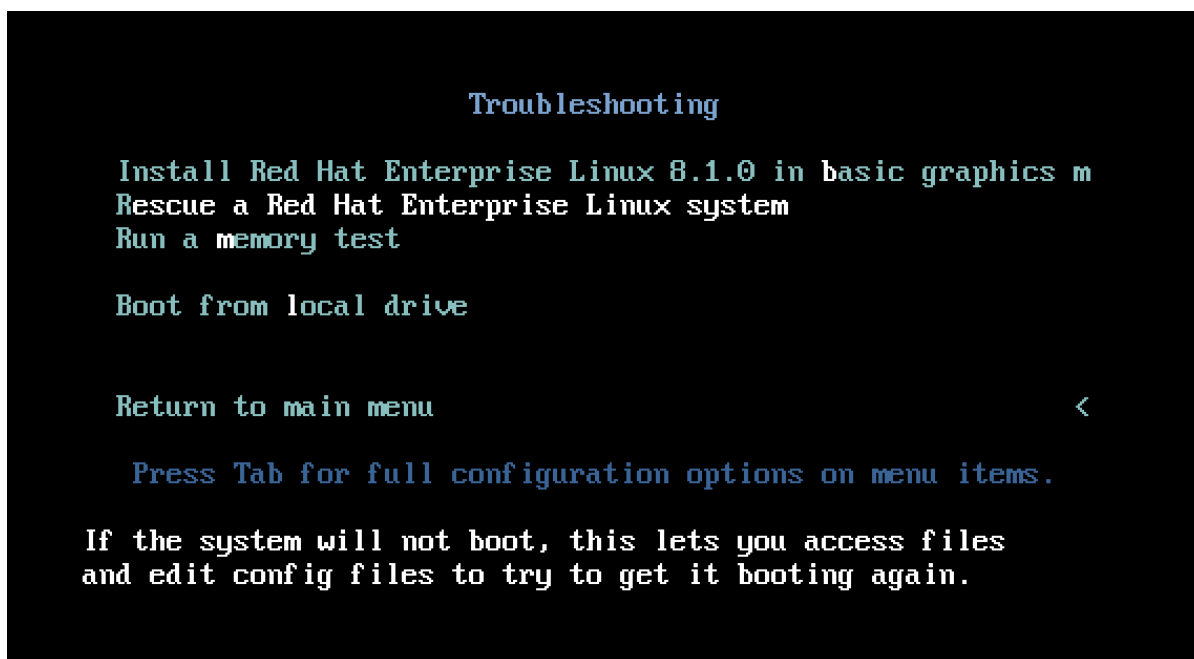 Troubleshooting
Install Red Hat Enterprise Linux 8.1.0 in basic graphics m
Rescue a Red Hat Enterprise Linux system
Run a memory test
Boot from local drive
Return to main menu <
Press Tab for full configuration options on menu items.
If the system will not boot, this lets you access files
and edit config files to try to get it booting again.